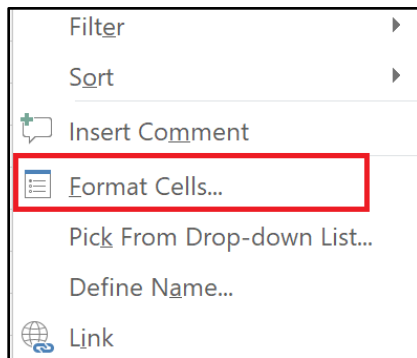 Filter
Sort
Insert Comment
Format Cells...
Pick From Drop-down List...
Define Name...
Link